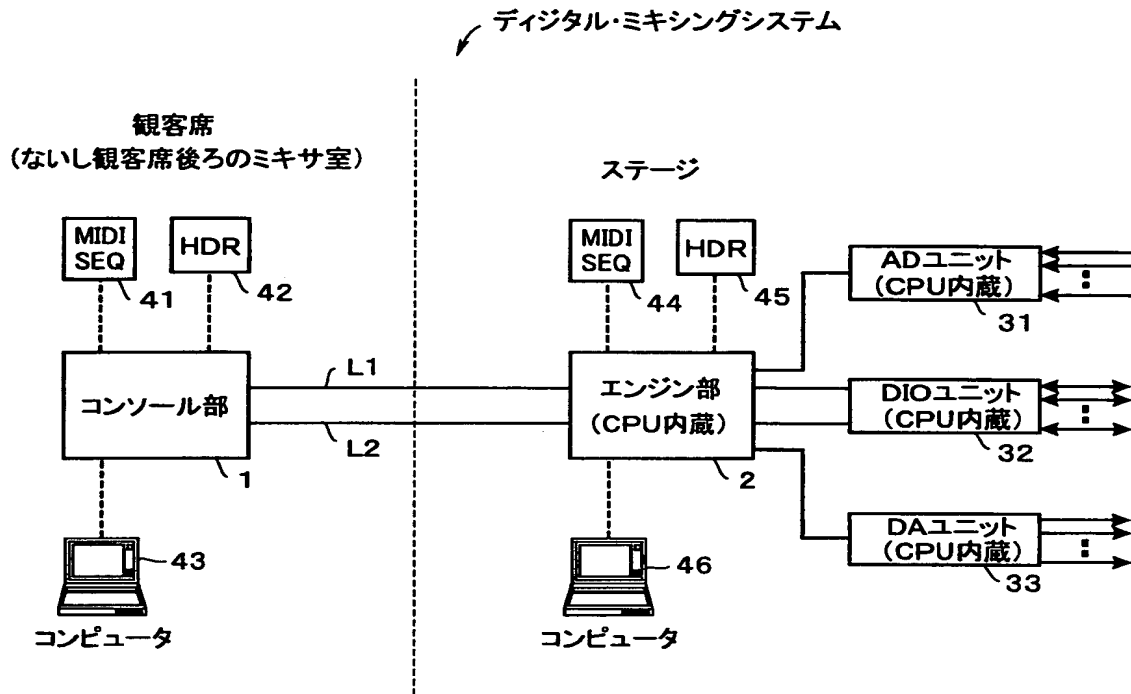 ディジタル・ミキシングシステム
観客席
(ないし観客席後ろのミキサ室)
ステージ
MIDI
SEQ
41
HDR
42
MIDI
SEQ
44
HDR
45
ADユニット
(CPU内蔵)
31
コンソール部
1
L1
L2
エンジン部
(CPU内蔵)
2
DIOユニット
(CPU内蔵)
32
DAユニット
(CPU内蔵)
33
43
コンピュータ
46
コンピュータ